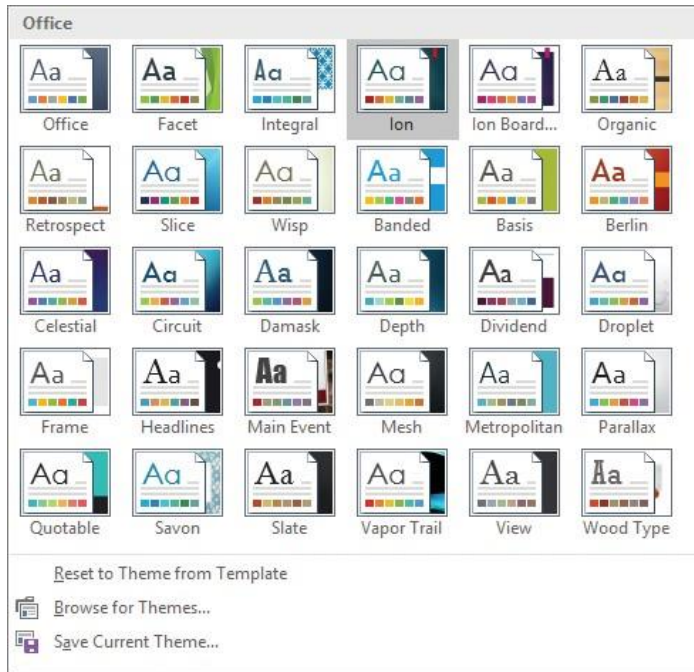 Office
Aa Aa Aa Aa Aa Aa
Office Facet Integral Ion Ion Board... Organic
Aa Aa Aa Aa Aa Aa
Retrospect Slice Wisp Banded Basis Berlin
Aa Aa Aa Aa Aa Aa
Celestial Circuit Damask Depth Dividend Droplet
Aa Aa Aa Aa Aa Aa
Frame Headlines Main Event Mesh Metropolitan Parallax
Aa Aa Aa Aa Aa Aa
Quotable Savon Slate Vapor Trail View Wood Type
Reset to Theme from Template
Browse for Themes...
Save Current Theme...